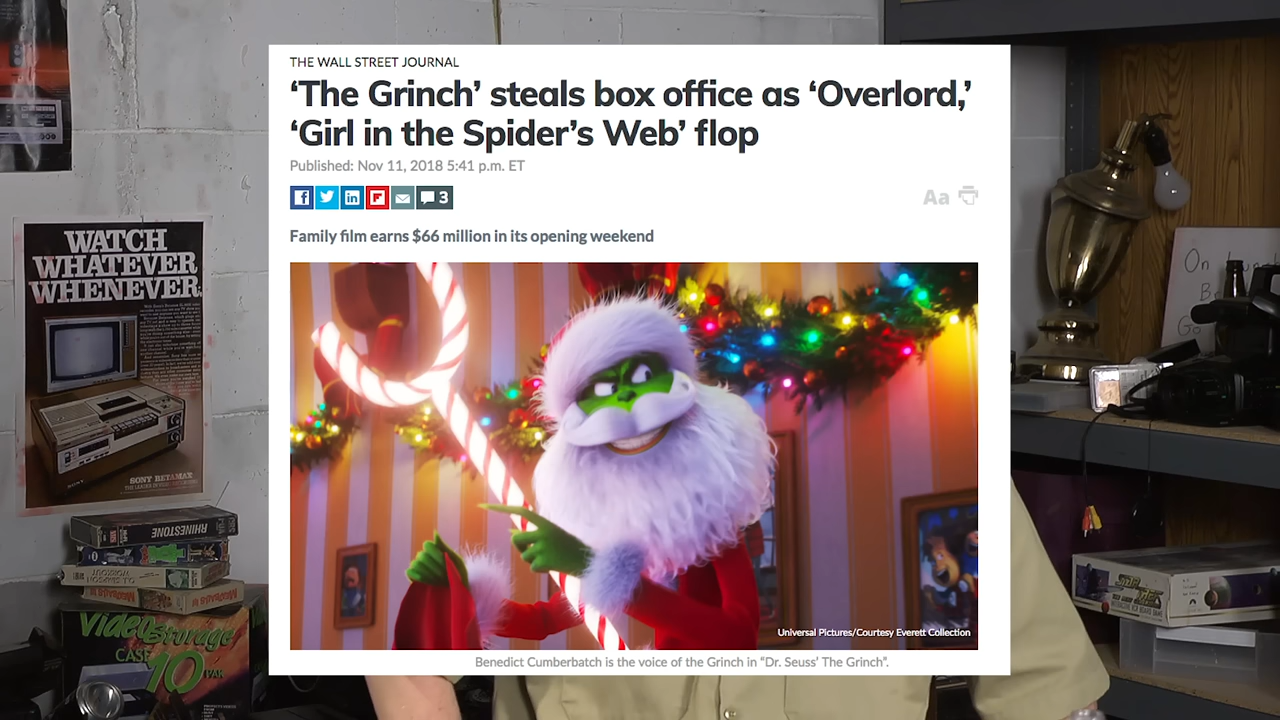 THE WALL STREET JOURNAL
‘The Grinch’ steals box office as ‘Overlord,’
‘Girl in the Spider’s Web’ flop
Published: Nov 11, 2018 5:41 p.m. ET
3
Aa
Family film earns $66 million in its opening weekend
Universal Pictures/Courtesy Everett Collection
Benedict Cumberbatch is the voice of the Grinch in “Dr. Seuss’ The Grinch”.
WATCH
WHATEVER
WHENEVER
SONY BETAMAX
RHINESTONE
Video Storage
CASE
10
On